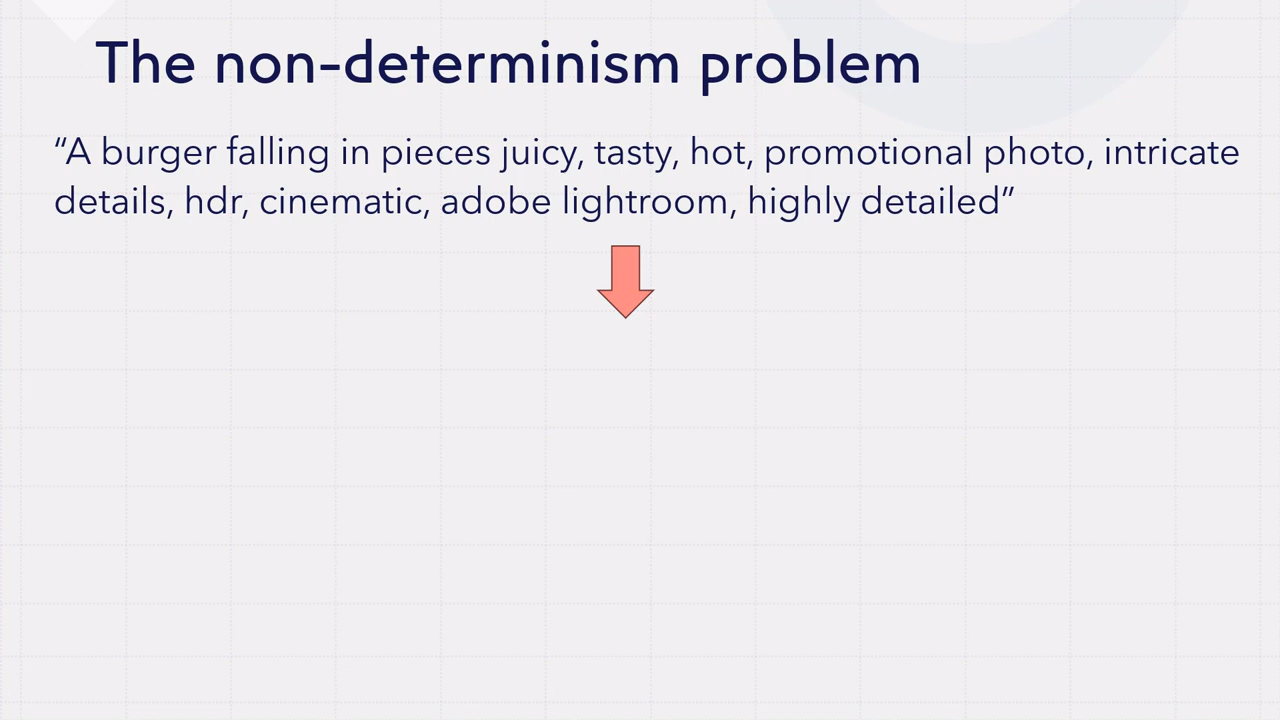 The non-determinism problem
“A burger falling in pieces juicy, tasty, hot, promotional photo, intricate
details, hdr, cinematic, adobe lightroom, highly detailed”